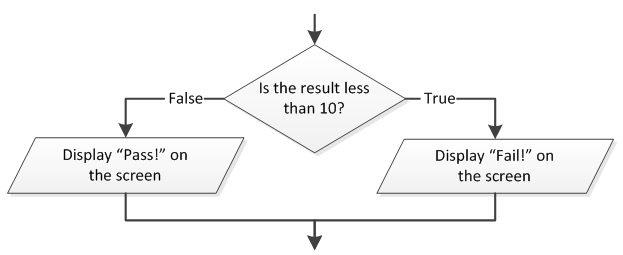 Is the result less
than 10?
False
True
Display “Pass!” on
the screen
Display “Fail!” on
the screen